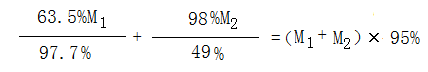 63.5%M₁/97.7% + 98%M₂/49% =(M₁+M₂)× 95%